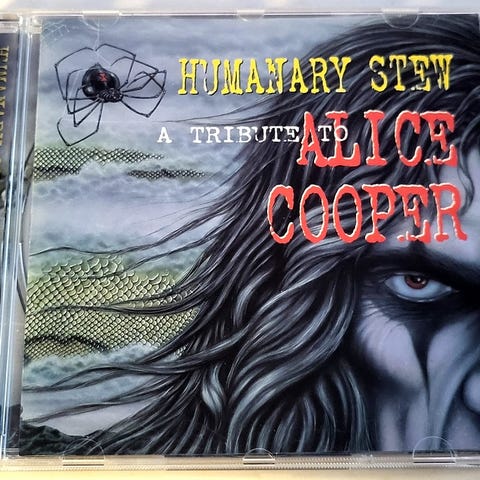 HUMANARY STEW
A TRIBUTE TO
ALICE
COOPER